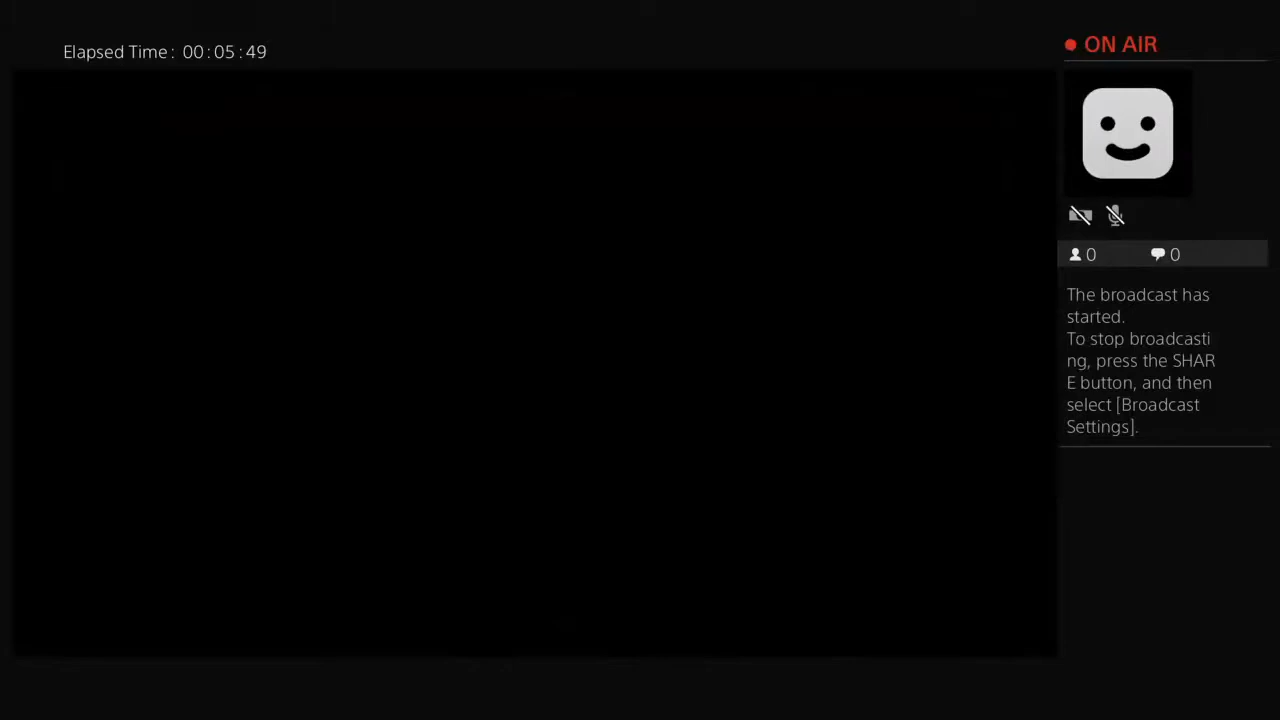 Elapsed Time: 00:05:49
ON AIR
0 0
The broadcast has
started.
To stop broadcasti
ng, press the SHAR
E button, and then
select [Broadcast
Settings].